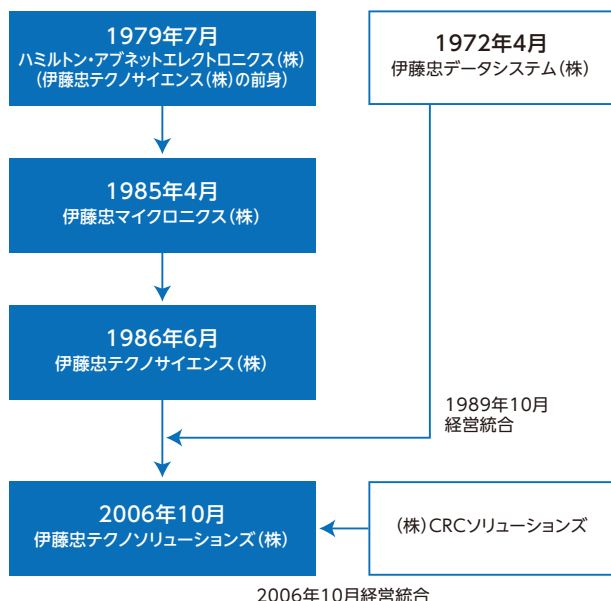 1979年7月
ハミルトン・アブネットエレクトロニクス(株)
(伊藤忠テクノサイエンス(株)の前身)
1972年4月
伊藤忠データシステム(株)
1985年4月
伊藤忠マイクロニクス(株)
1986年6月
伊藤忠テクノサイエンス(株)
1989年10月
経営統合
2006年10月
伊藤忠テクノソリューションズ(株)
(株)CRCソリューションズ
2006年10月経営統合